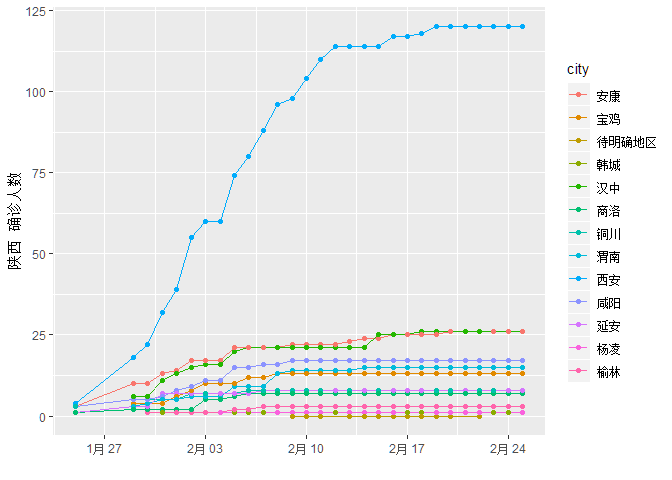 125
100
75
50
25
0
陕西 确诊人数
1月 27
2月 03
2月 10
2月 17
2月 24
city
安康
宝鸡
待明确地区
韩城
汉中
商洛
铜川
渭南
西安
咸阳
延安
杨凌
榆林